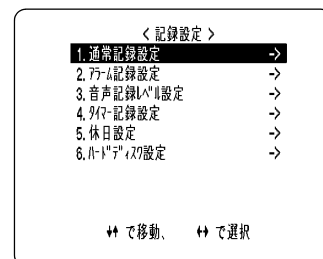 < 記録設定 >
1. 通常記録設定 ->
2. ｱﾗｰﾑ記録設定 ->
3. 音声記録ﾚﾍﾞﾙ設定 ->
4. ﾀｲﾏｰ記録設定 ->
5. 休日設定 ->
6. ﾊｰﾄﾞﾃﾞｨｽｸ設定 ->
↓↑ で移動、 ←→ で選択